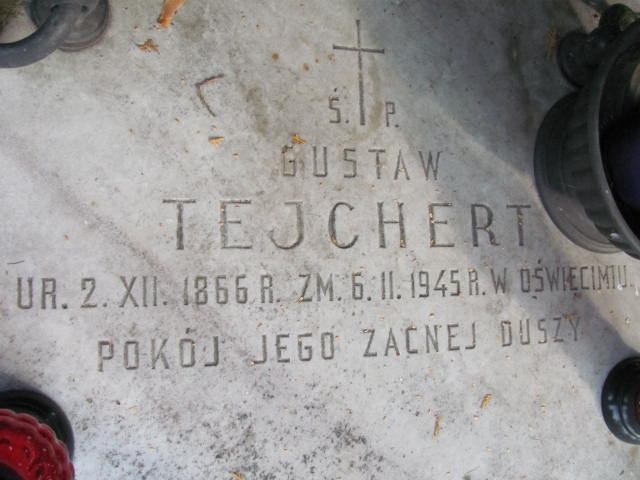 Ś. P.
GUSTAW
TEJCHERT
UR. 2. XII. 1866 R. ZM. 6. II. 1945 R. W OŚWIĘCIMIU.
POKÓJ JEGO ZACNEJ DUSZY